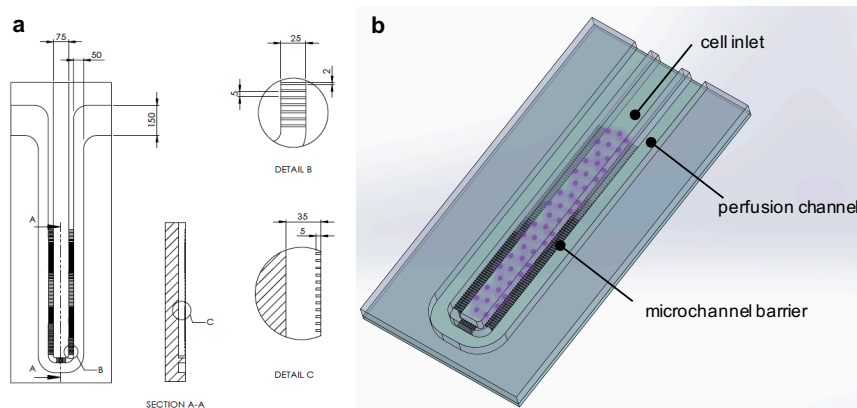 a
75
50
150
A
A
B
C
SECTION A-A
25
2
5
DETAIL B
35
5
DETAIL C
b
cell inlet
perfusion channel
microchannel barrier